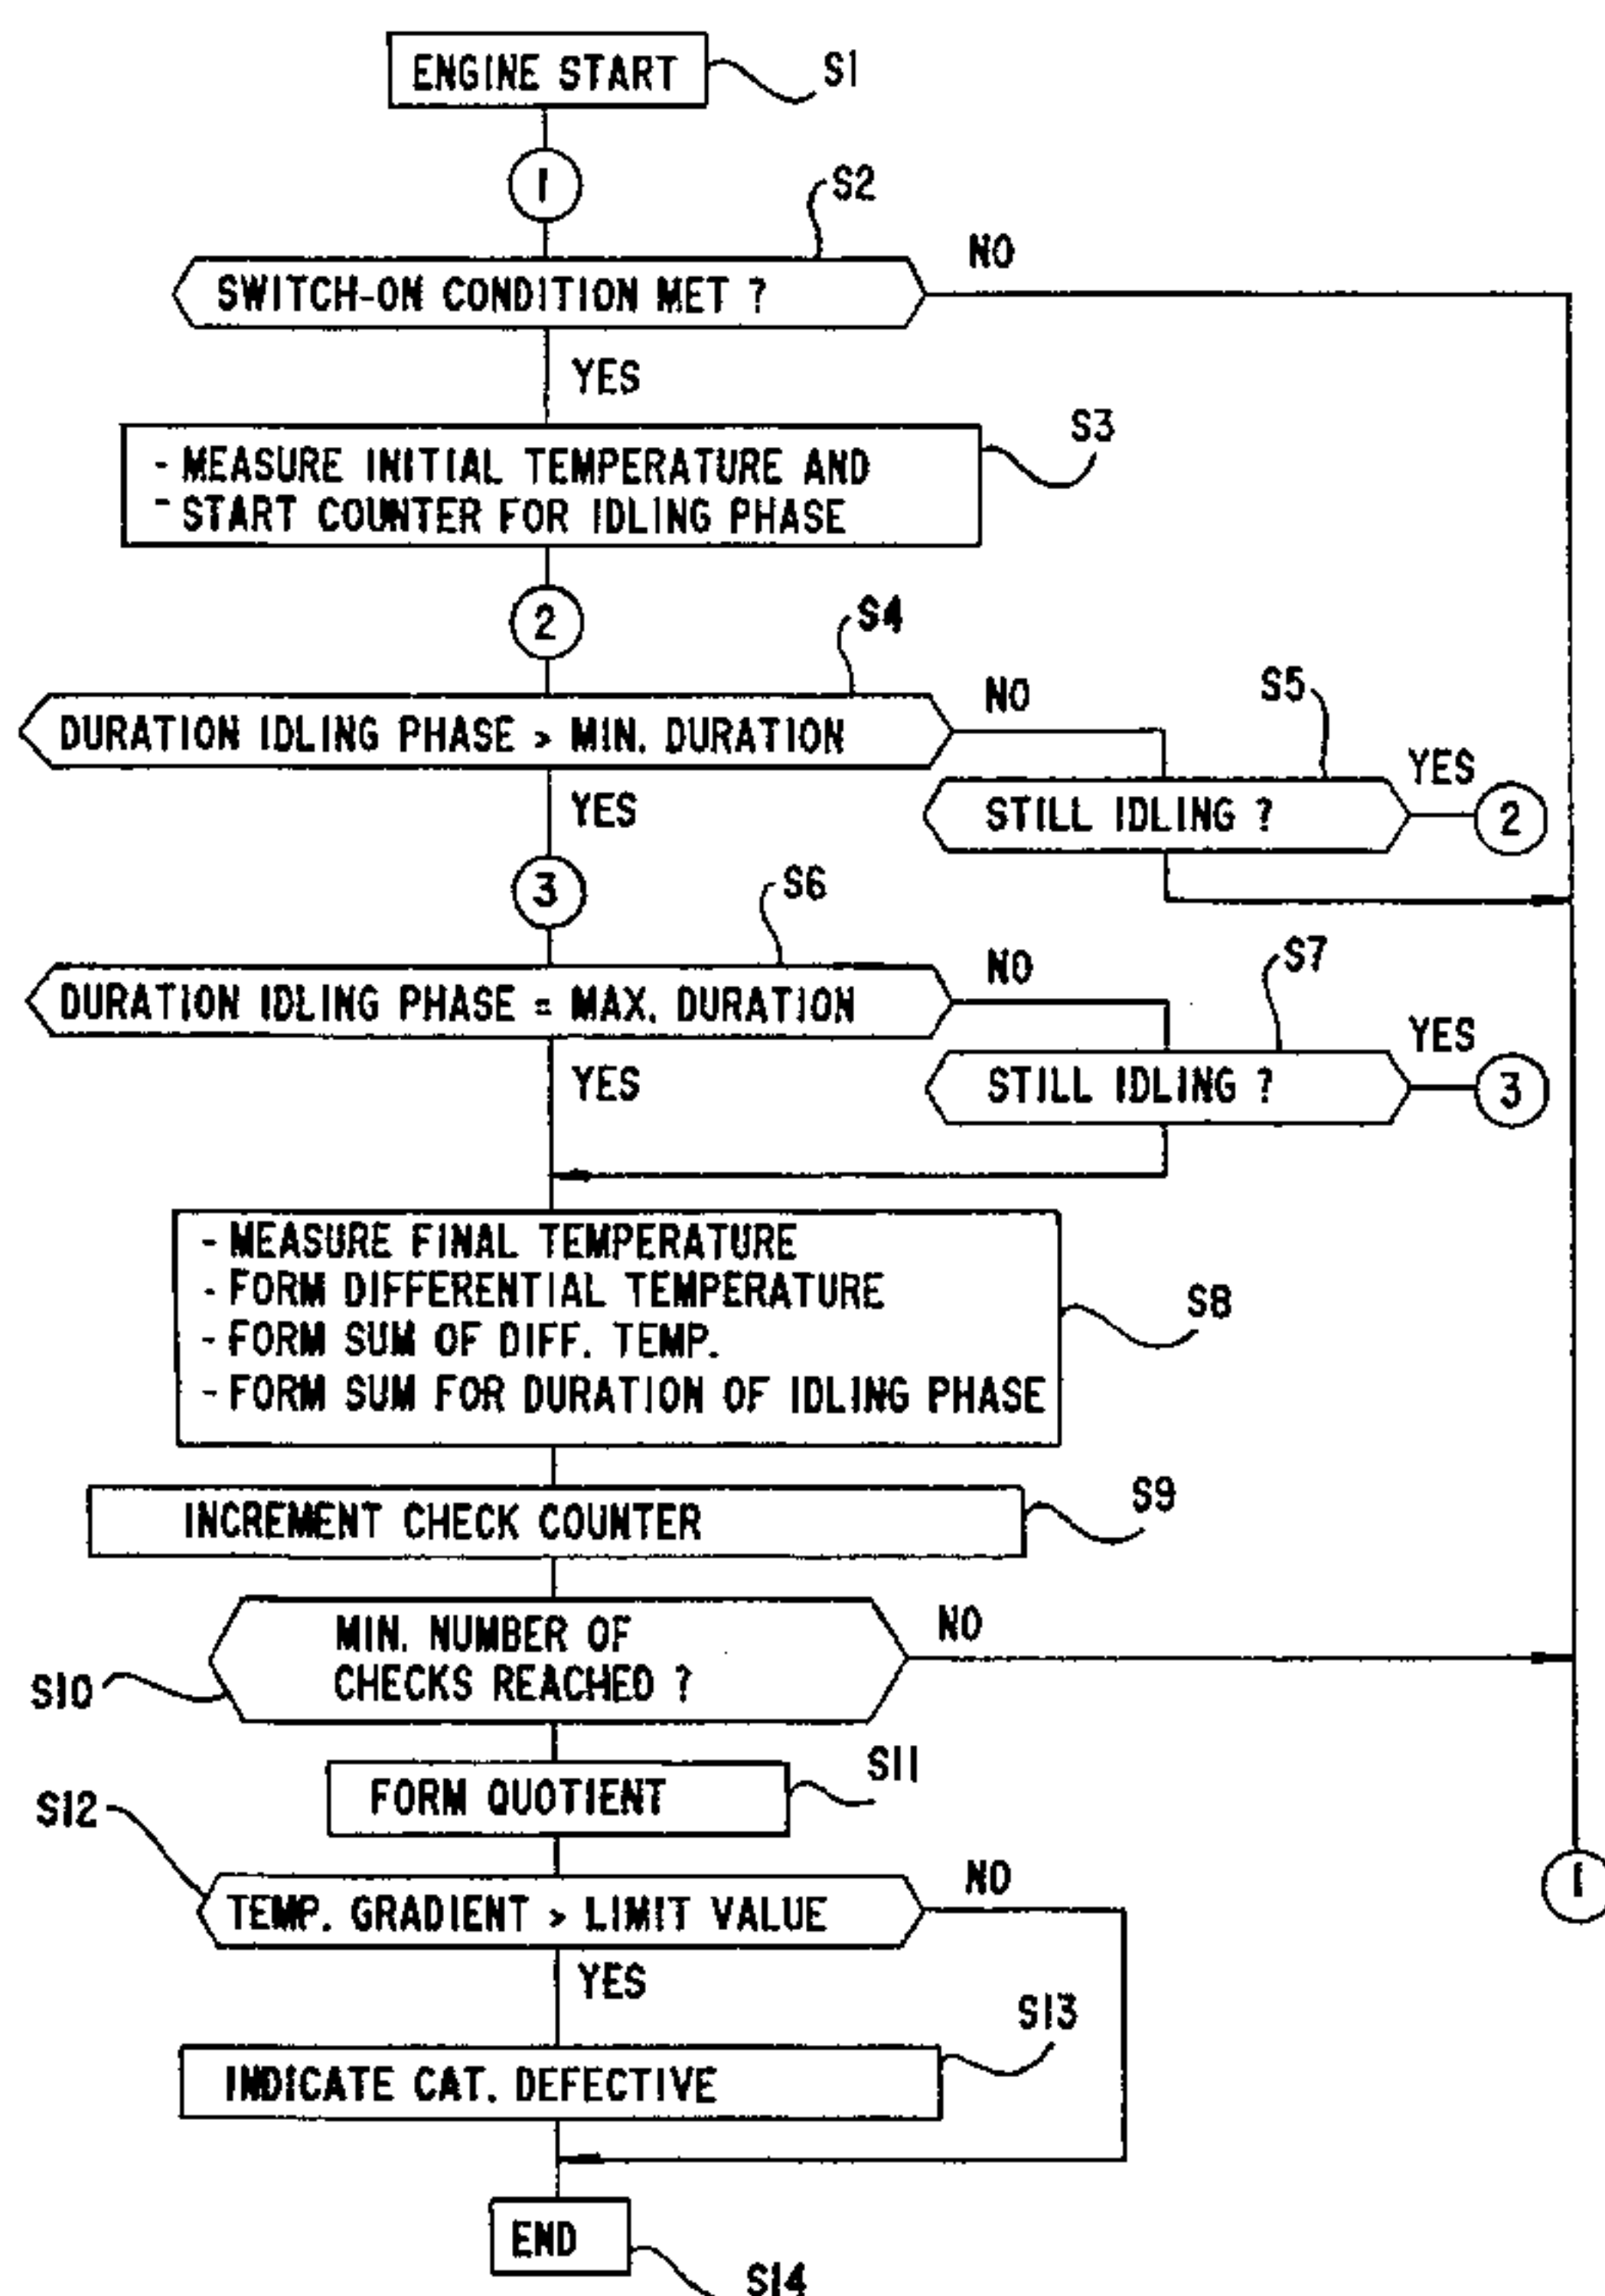 ENGINE START
S1
1
S2
SWITCH-ON CONDITION MET ?
NO
YES
S3
- MEASURE INITIAL TEMPERATURE AND
- START COUNTER FOR IDLING PHASE
2
S4
DURATION IDLING PHASE > MIN. DURATION
NO
S5
YES
STILL IDLING ?
YES
2
3
S6
DURATION IDLING PHASE = MAX. DURATION
NO
S7
YES
STILL IDLING ?
YES
3
- MEASURE FINAL TEMPERATURE
- FORM DIFFERENTIAL TEMPERATURE
- FORM SUM OF DIFF. TEMP.
- FORM SUM FOR DURATION OF IDLING PHASE
S8
INCREMENT CHECK COUNTER
S9
MIN. NUMBER OF
CHECKS REACHED ?
NO
S10
FORM QUOTIENT
S11
S12
TEMP. GRADIENT > LIMIT VALUE
NO
1
YES
S13
INDICATE CAT. DEFECTIVE
END
S14